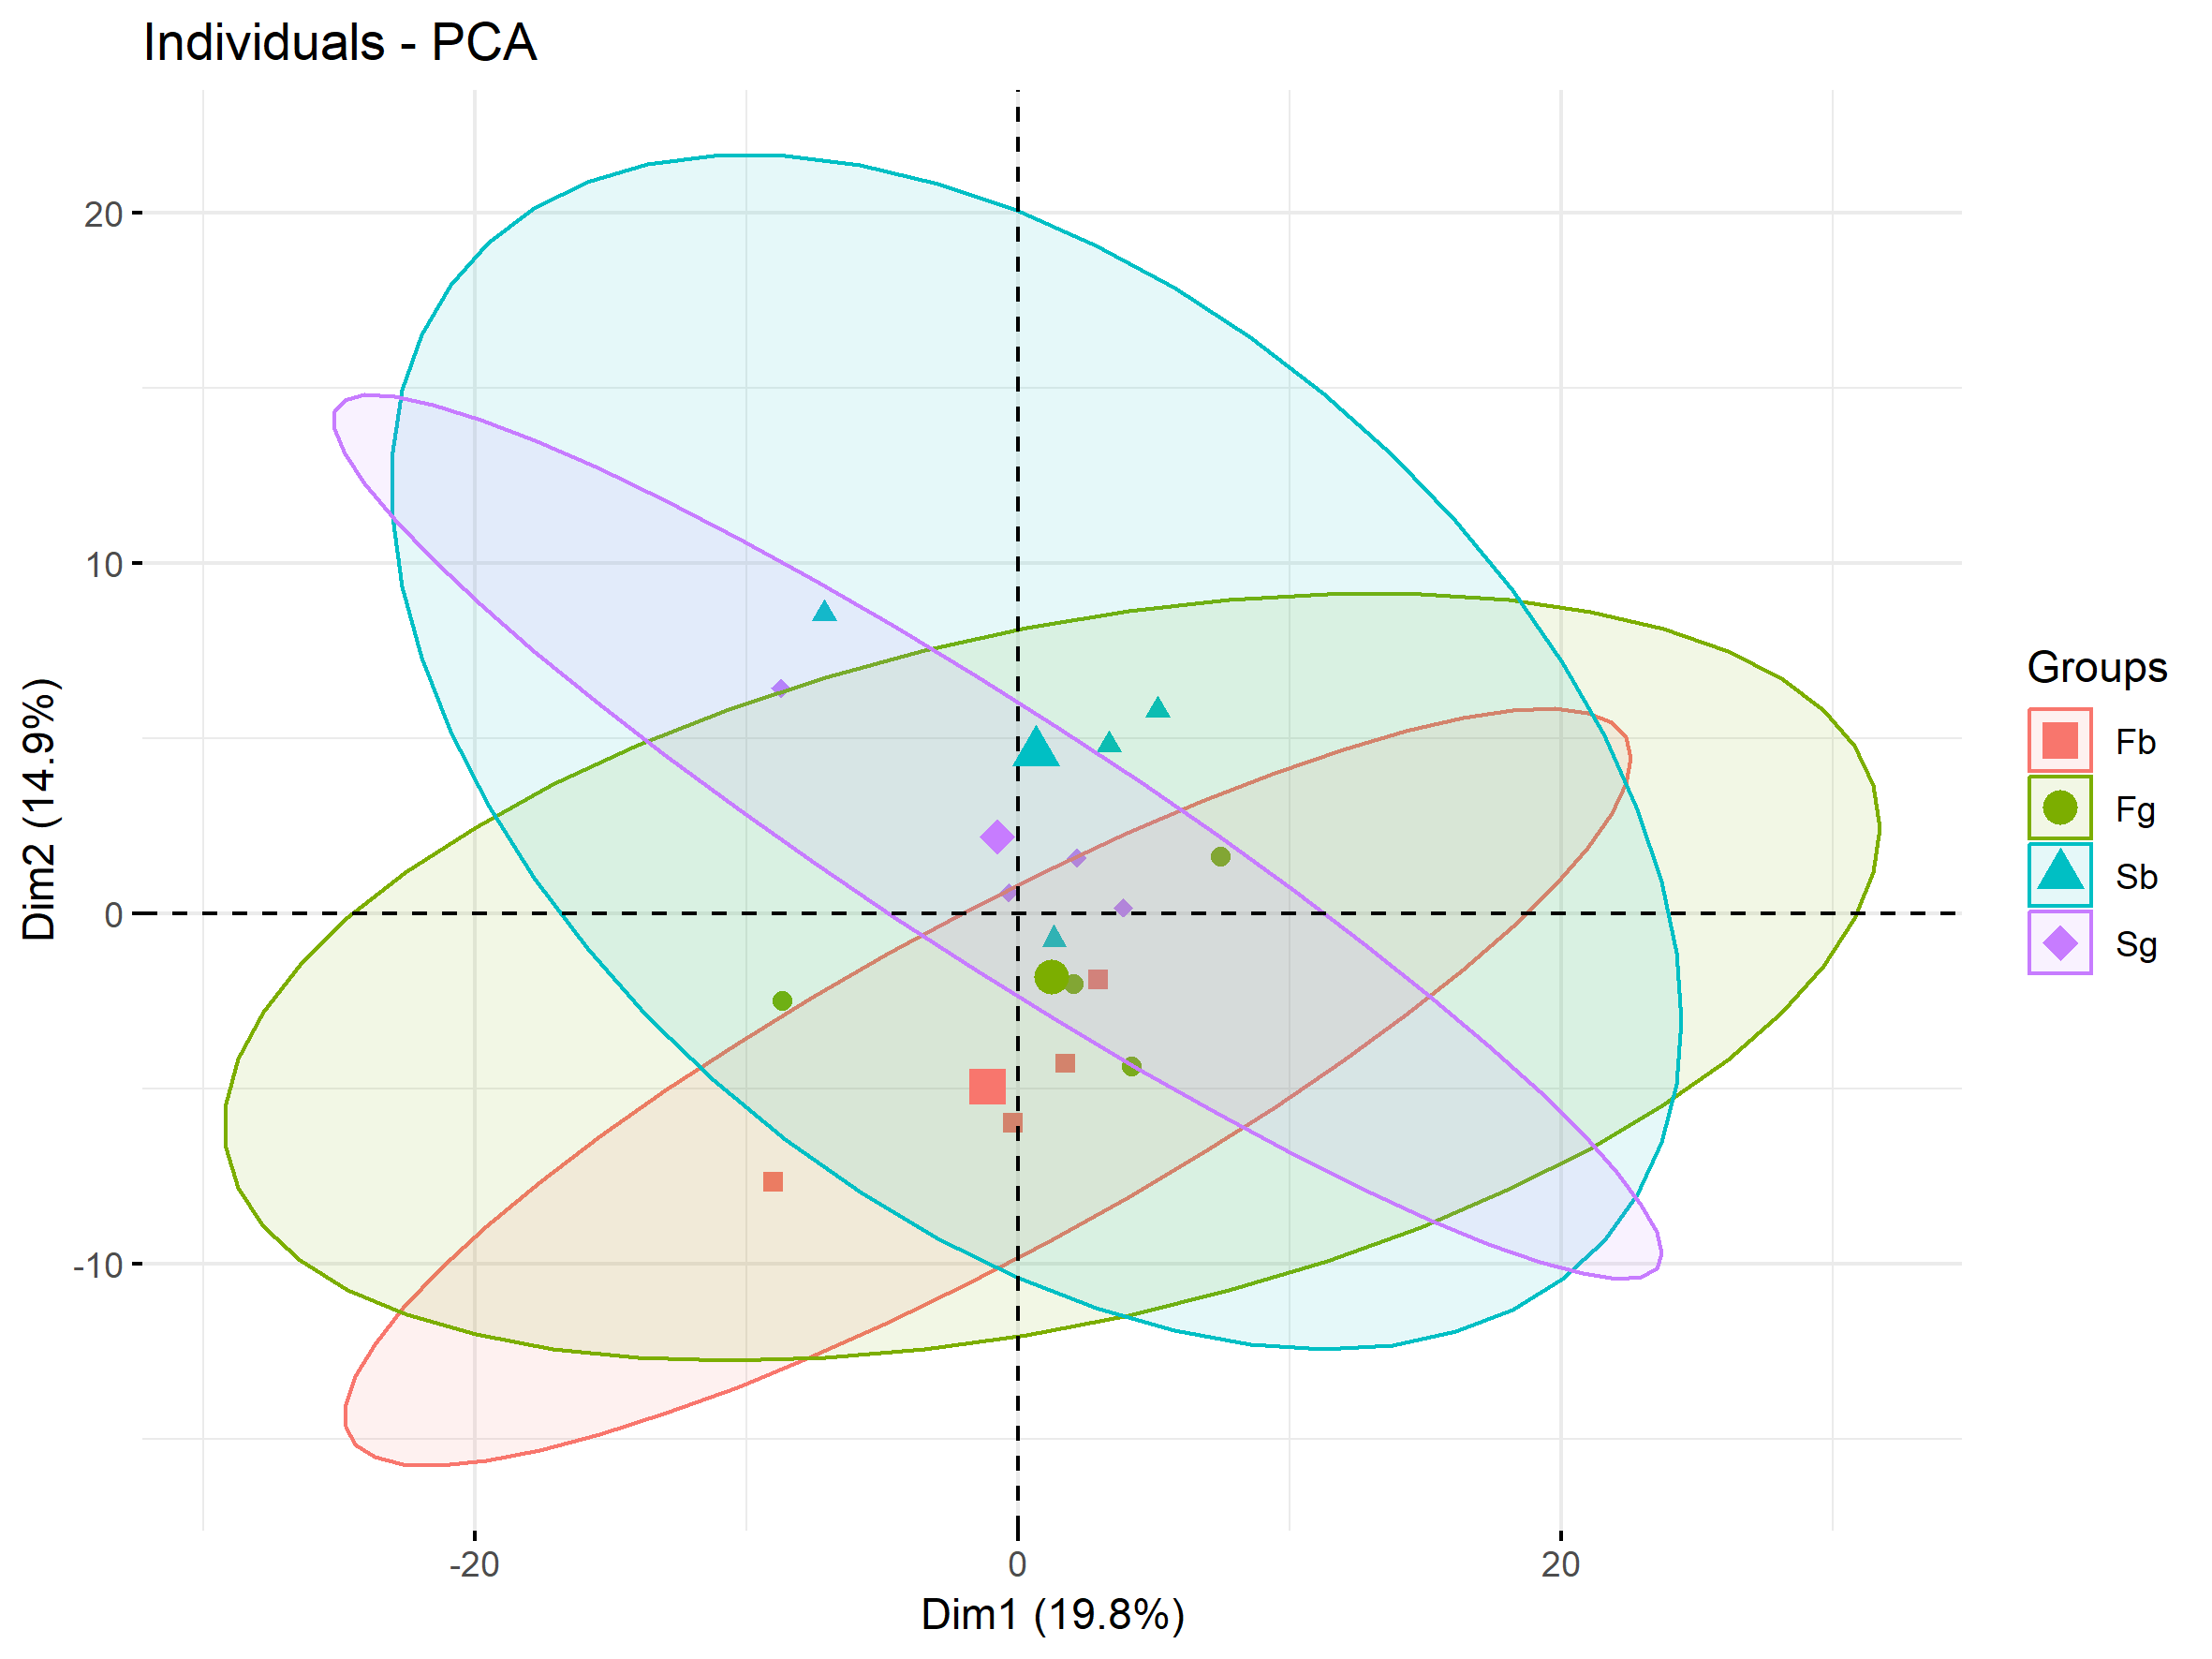 Individuals - PCA
20
10
0
-10
Dim2 (14.9%)
-20
0
20
Dim1 (19.8%)
Groups
Fb
Fg
Sb
Sg